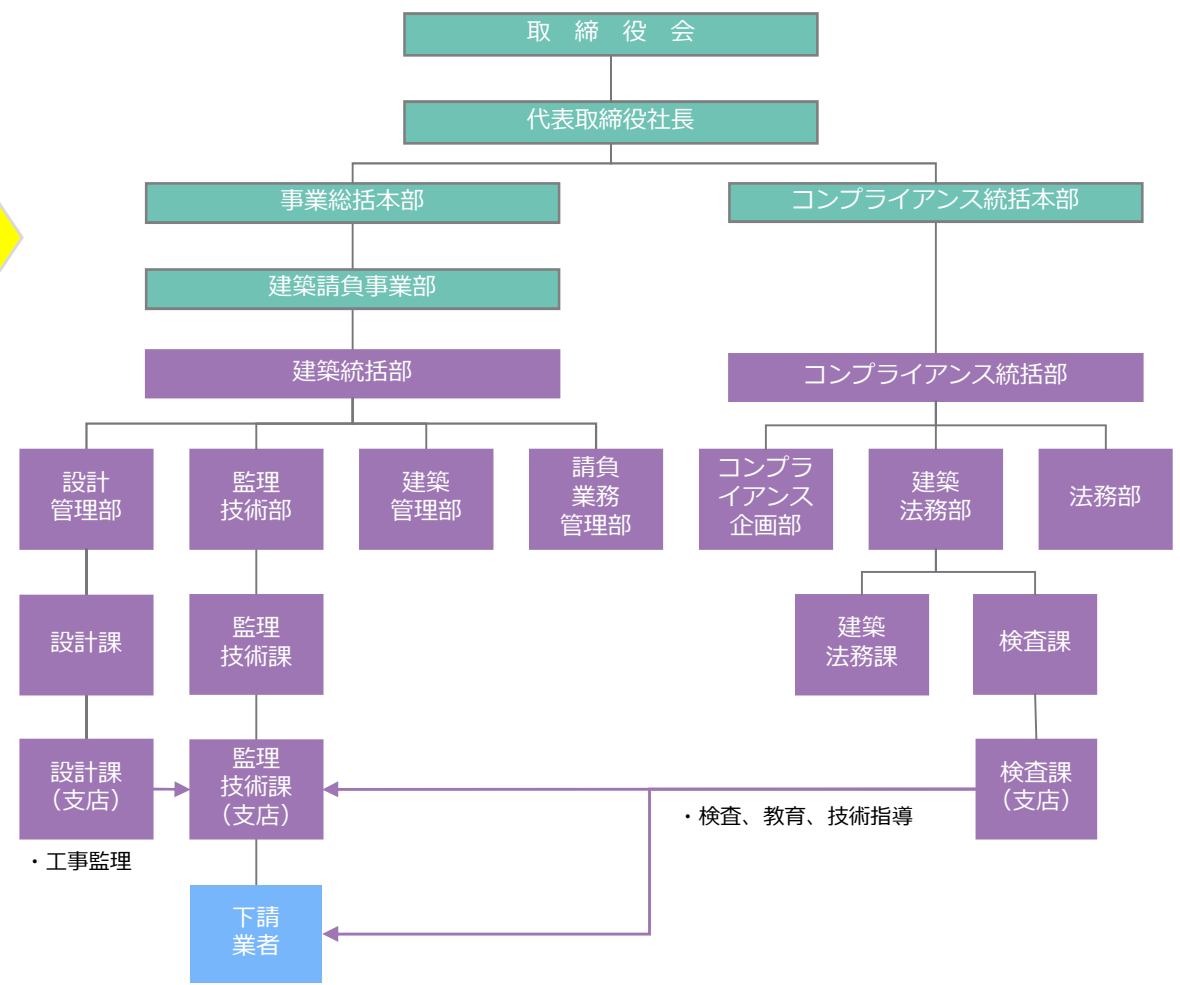 取 締 役 会
代表取締役社長
事業総括本部
コンプライアンス統括本部
建築請負事業部
建築統括部
コンプライアンス統括部
設計
管理部
監理
技術部
建築
管理部
請負
業務
管理部
コンプラ
イアンス
企画部
建築
法務部
法務部
設計課
監理
技術課
建築
法務課
検査課
設計課
（支店）
監理
技術課
（支店）
検査課
（支店）
・検査、教育、技術指導
・工事監理
下請
業者